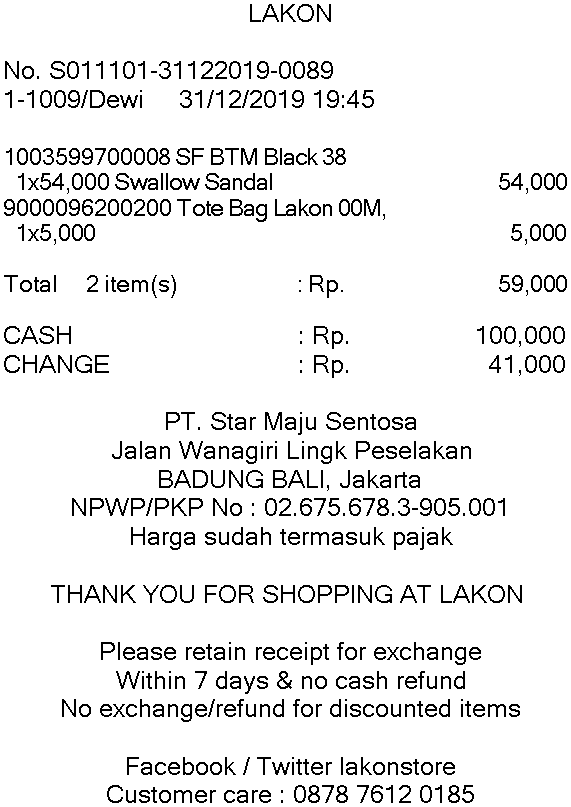 LAKON
No. S011101-31122019-0089
1-1009/Dewi 31/12/2019 19:45
1003599700008 SF BTM Black 38
1x54,000 Swallow Sandal 54,000
9000096200200 Tote Bag Lakon 00M,
1x5,000 5,000
Total 2 item(s) : Rp. 59,000
CASH : Rp. 100,000
CHANGE : Rp. 41,000
PT. Star Maju Sentosa
Jalan Wanagiri Lingk Peselakan
BADUNG BALI, Jakarta
NPWP/PKP No : 02.675.678.3-905.001
Harga sudah termasuk pajak
THANK YOU FOR SHOPPING AT LAKON
Please retain receipt for exchange
Within 7 days & no cash refund
No exchange/refund for discounted items
Facebook / Twitter lakonstore
Customer care : 0878 7612 0185